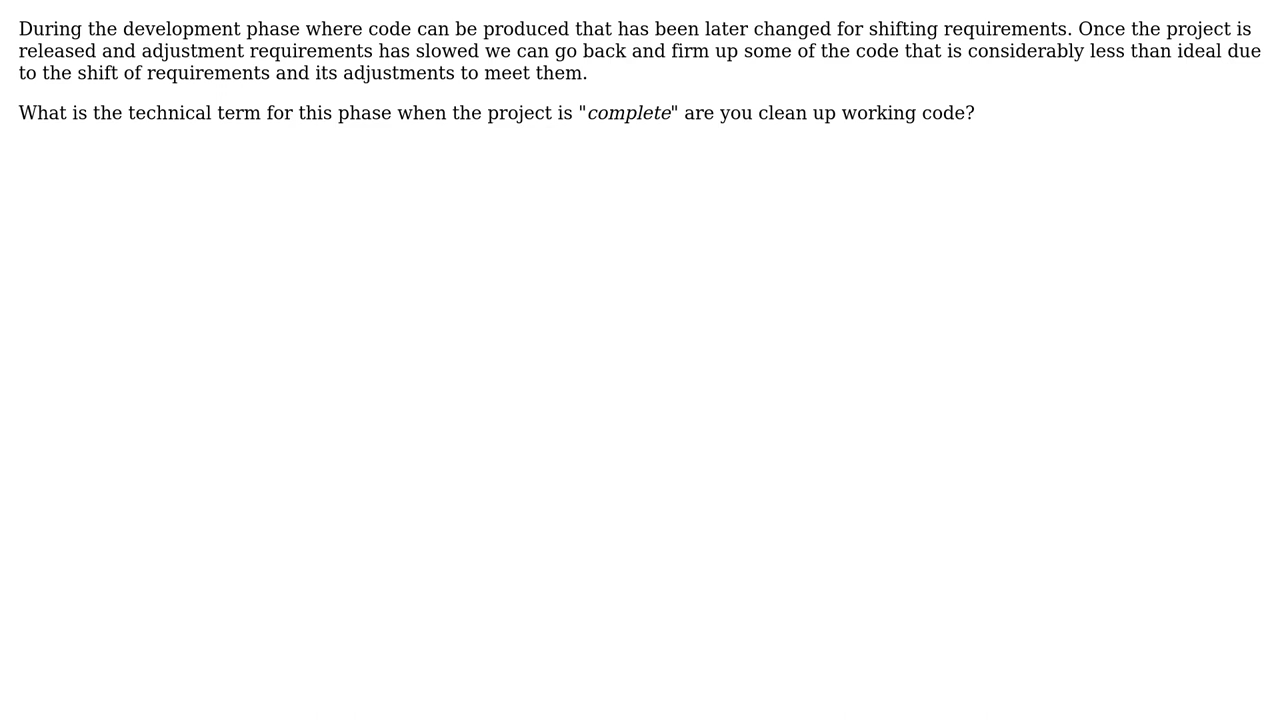 During the development phase where code can be produced that has been later changed for shifting requirements. Once the project is
released and adjustment requirements has slowed we can go back and firm up some of the code that is considerably less than ideal due
to the shift of requirements and its adjustments to meet them.
What is the technical term for this phase when the project is "complete" are you clean up working code?